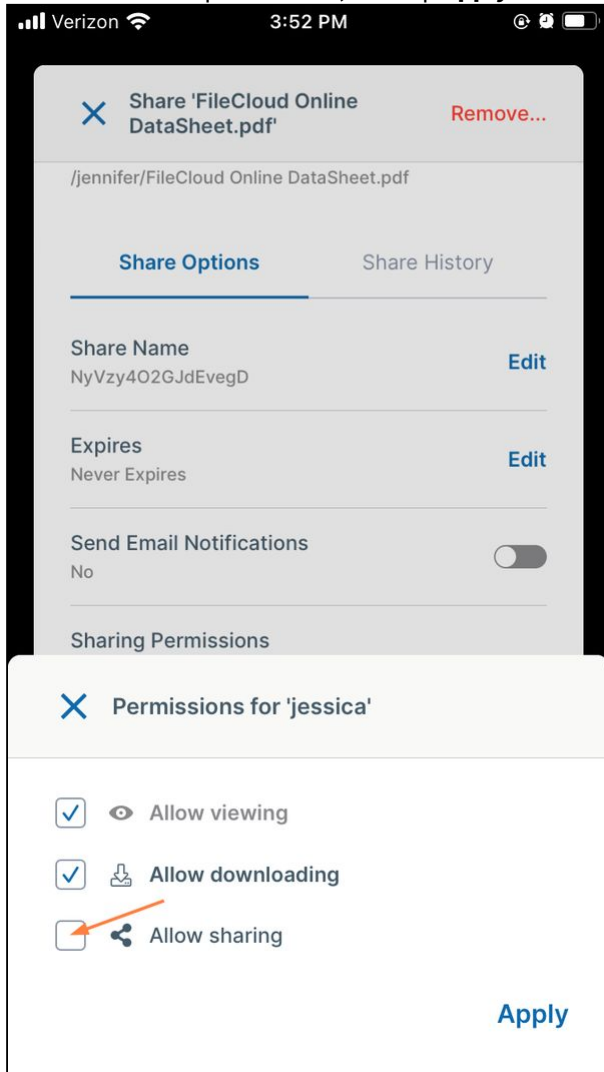 Verizon 3:52 PM
Share 'FileCloud Online
DataSheet.pdf'
Remove...
/jennifer/FileCloud Online DataSheet.pdf
Share Options Share History
Share Name
NyVzy4O2GJdEvegD
Edit
Expires
Never Expires
Edit
Send Email Notifications
No
Sharing Permissions
Permissions for 'jessica'
Allow viewing
Allow downloading
Allow sharing
Apply